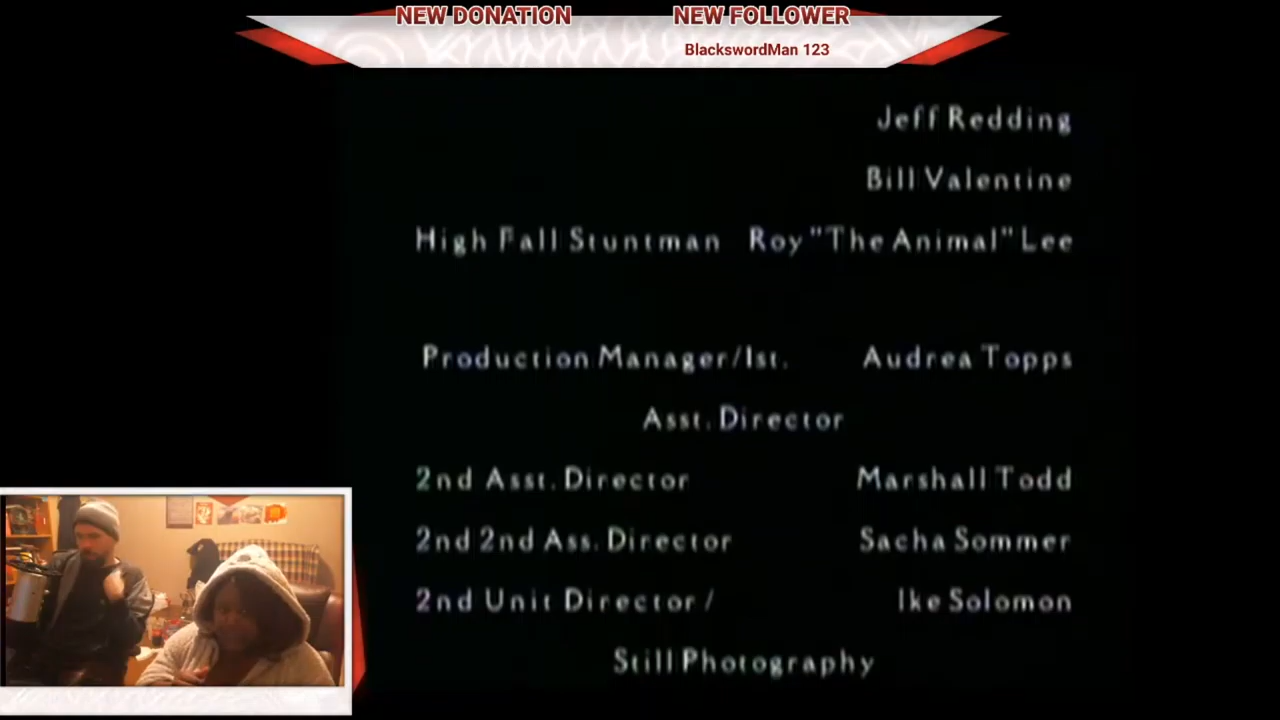 NEW DONATION NEW FOLLOWER
BlackswordMan 123
Jeff Redding
Bill Valentine
High Fall Stuntman Roy "The Animal" Lee
Production Manager/1st. Audrea Topps
Asst. Director
2nd Asst. Director Marshall Todd
2nd 2nd Ass. Director Sacha Sommer
2nd Unit Director / Ike Solomon
Still Photography